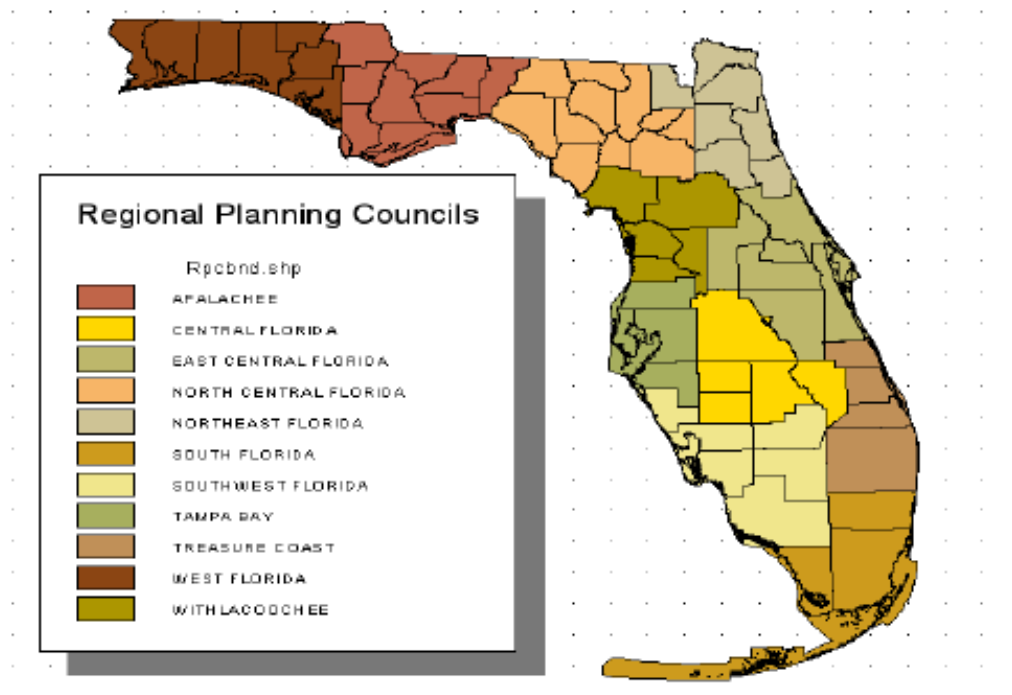 Regional Planning Councils
Rpcbnd.shp
APALACHEE
CENTRAL FLORIDA
EAST CENTRAL FLORIDA
NORTH CENTRAL FLORIDA
NORTHEAST FLORIDA
SOUTH FLORIDA
SOUTHWEST FLORIDA
TAMPA BAY
TREASURE COAST
WEST FLORIDA
WITHLACOOCHEE